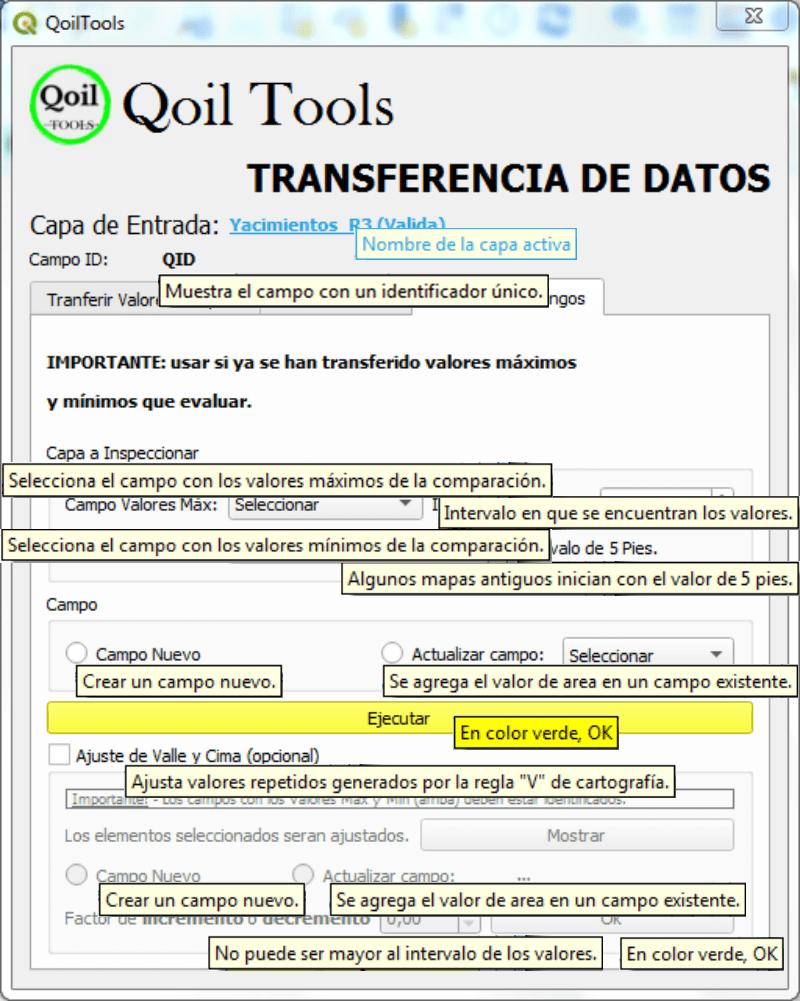 QoilTools
Qoil
TOOLS
Qoil Tools
TRANSFERENCIA DE DATOS
Capa de Entrada: Yacimientos_R3 (Valida)
Nombre de la capa activa
Campo ID: QID
Muestra el campo con un identificador único.
Tranferir Valore
ngos
IMPORTANTE: usar si ya se han transferido valores máximos
y mínimos que evaluar.
Capa a Inspeccionar
Selecciona el campo con los valores máximos de la comparación.
Campo Valores Máx: Seleccionar
Intervalo en que se encuentran los valores.
Selecciona el campo con los valores mínimos de la comparación.
valo de 5 Pies.
Algunos mapas antiguos inician con el valor de 5 pies.
Campo
Campo Nuevo Actualizar campo: Seleccionar
Crear un campo nuevo. Se agrega el valor de area en un campo existente.
Ejecutar
En color verde, OK
Ajuste de Valle y Cima (opcional)
Ajusta valores repetidos generados por la regla "V" de cartografía.
Importante: - Los campos con los Valores Máx y Mín (arriba) deben estar identificados.
Los elementos seleccionados seran ajustados. Mostrar
Campo Nuevo Actualizar campo: ...
Crear un campo nuevo. Se agrega el valor de area en un campo existente.
Factor de incremento o decremento 0,00 Ok
No puede ser mayor al intervalo de los valores. En color verde, OK